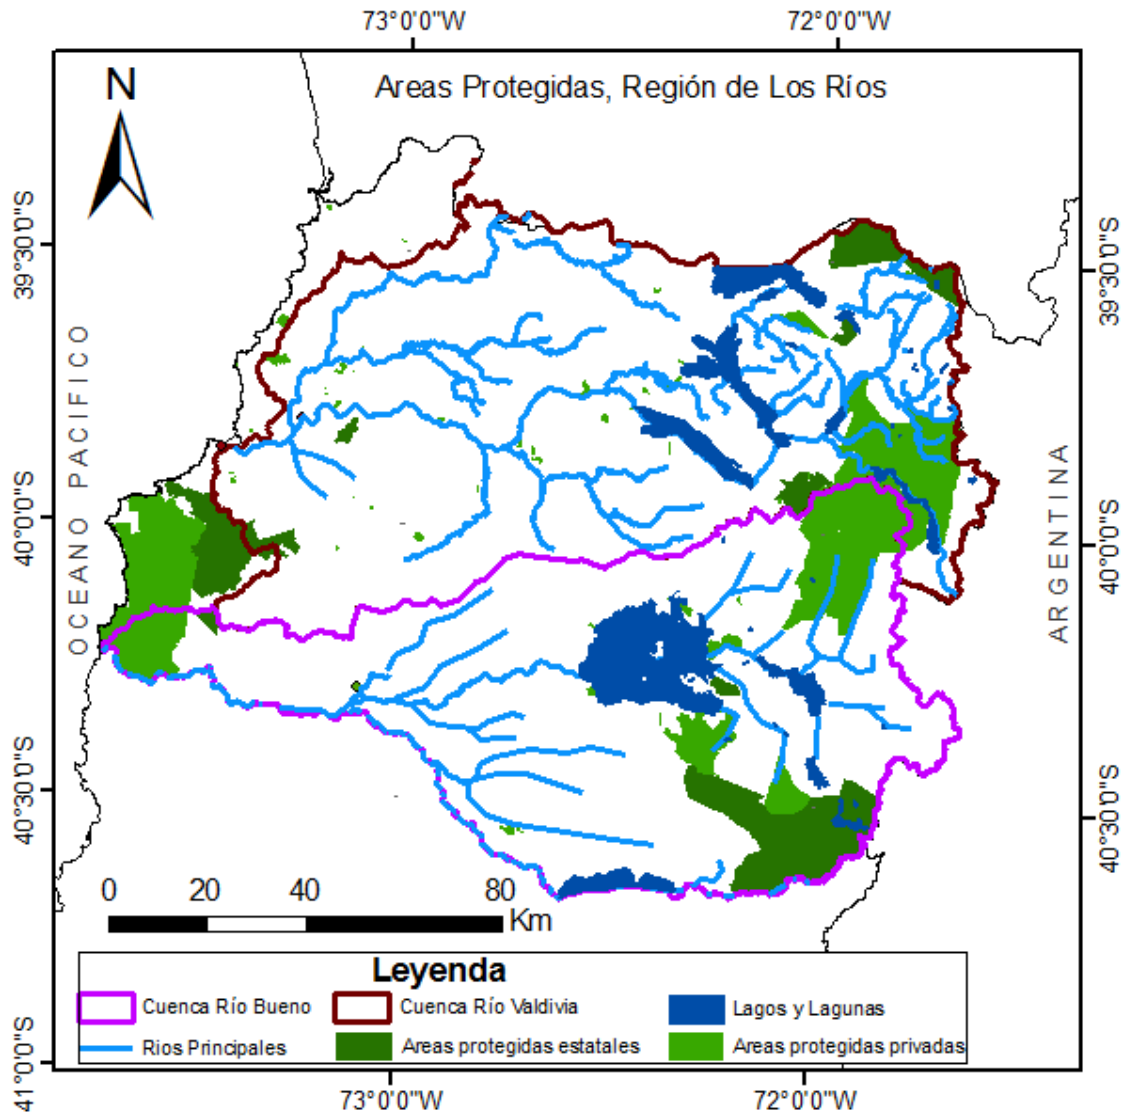 73°0'0"W 72°0'0"W
N
Areas Protegidas, Región de Los Ríos
39°30'0"S
39°30'0"S
OCEANO PACIFICO
ARGENTINA
40°0'0"S
40°0'0"S
40°30'0"S
40°30'0"S
0 20 40 80
Km
Leyenda
Cuenca Río Bueno Cuenca Río Valdivia Lagos y Lagunas
Rios Principales Areas protegidas estatales Areas protegidas privadas
41°0'0"S
73°0'0"W 72°0'0"W